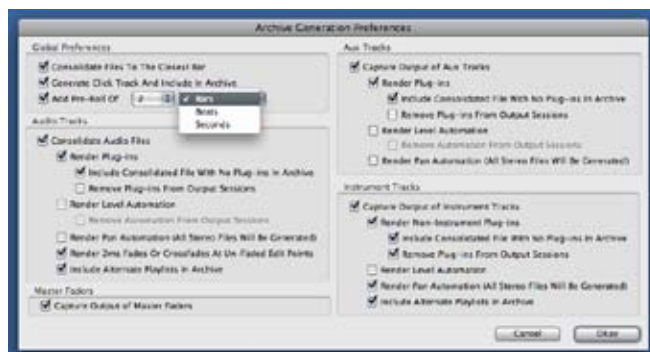 Archive Generation Preferences
Global Preferences
Consolidate Files To The Closest Bar
Generate Click Track And Include in Archive
Add Pre-Roll Of 2 Bars
Beats
Seconds
Audio Tracks
Consolidate Audio Files
Render Plug-ins
Include Consolidated File With No Plug-ins in Archive
Remove Plug-ins From Output Sessions
Render Level Automation
Remove Automation From Output Sessions
Render Pan Automation (All Stereo Files Will Be Generated)
Render 2ms Fades Or Crossfades At Un-Faded Edit Points
Include Alternate Playlists in Archive
Master Faders
Capture Output of Master Faders
Aux Tracks
Capture Output of Aux Tracks
Render Plug-ins
Include Consolidated File With No Plug-ins in Archive
Remove Plug-ins From Output Sessions
Render Level Automation
Remove Automation From Output Sessions
Render Pan Automation (All Stereo Files Will Be Generated)
Instrument Tracks
Capture Output of Instrument Tracks
Render Non-Instrument Plug-ins
Include Consolidated File With No Plug-ins in Archive
Remove Plug-ins From Output Sessions
Render Level Automation
Render Pan Automation (All Stereo Files Will Be Generated)
Include Alternate Playlists in Archive
Cancel
Okay